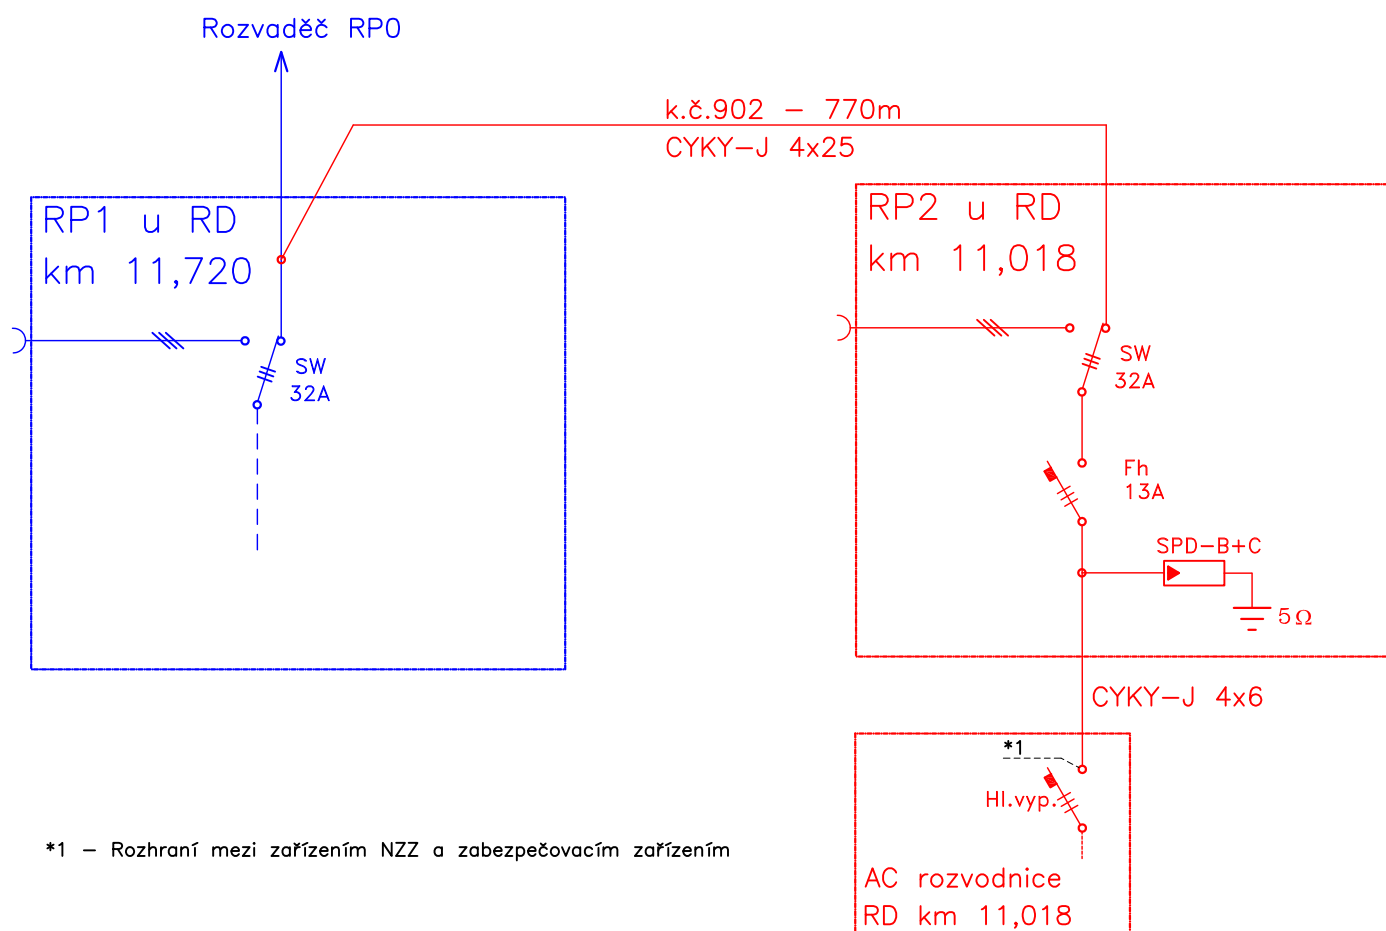 Rozvaděč RP0
k.č.902 – 770m
CYKY–J 4x25
RP1 u RD
km 11,720
SW
32A
RP2 u RD
km 11,018
SW
32A
Fh
13A
SPD–B+C
5Ω
CYKY–J 4x6
*1
Hl.vyp.
AC rozvodnice
RD km 11,018
*1 – Rozhraní mezi zařízením NZZ a zabezpečovacím zařízením